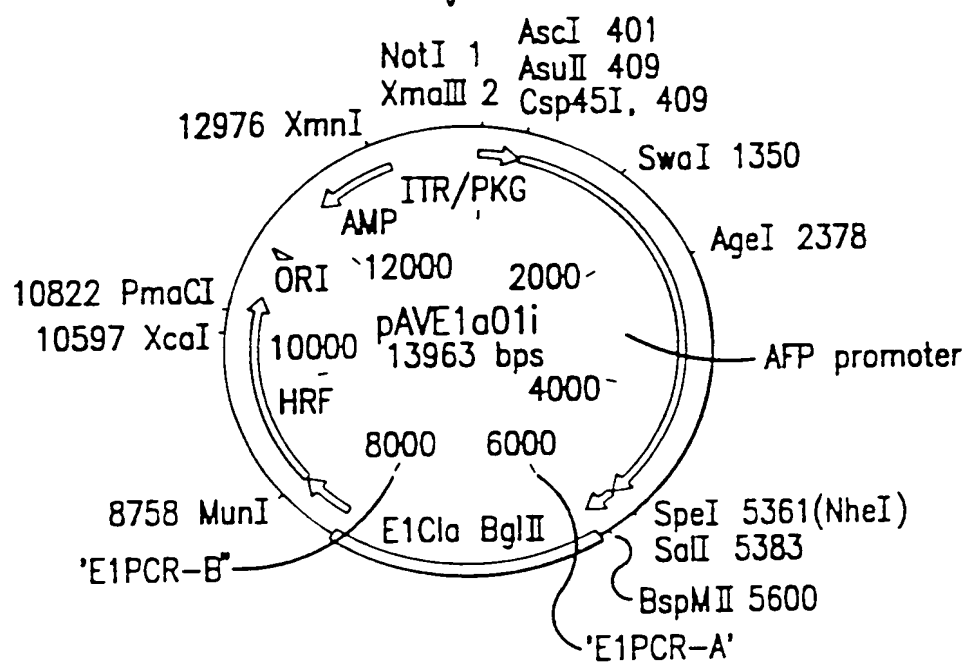 NotI 1
XmaIII 2
AscI 401
AsuII 409
Csp45I, 409
12976 XmnI
SwaI 1350
ITR/PKG
AMP
AgeI 2378
ORI
12000
2000
10822 PmaCI
10597 XcaI
pAVE1a01i
13963 bps
10000
AFP promoter
4000
HRF
8000
6000
8758 MunI
E1Cla BglII
SpeI 5361(NheI)
SalI 5383
'E1PCR-B"
BspMII 5600
'E1PCR-A'